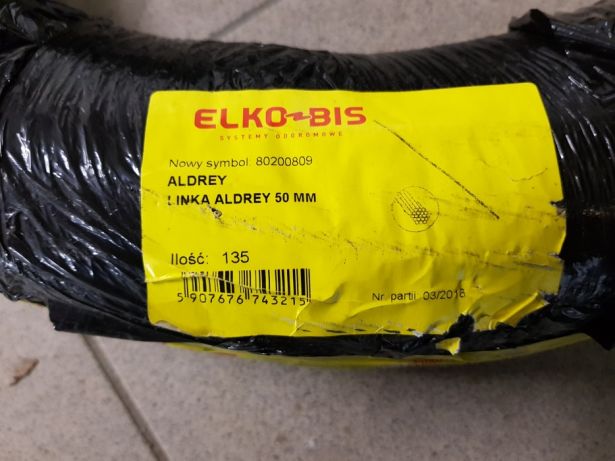 ELKO-BIS
SYSTEMY ODGROMOWE
Nowy symbol: 80200809
ALDREY
LINKA ALDREY 50 MM
Ilość: 135
5 907676 743215
Nr partii: 03/2016